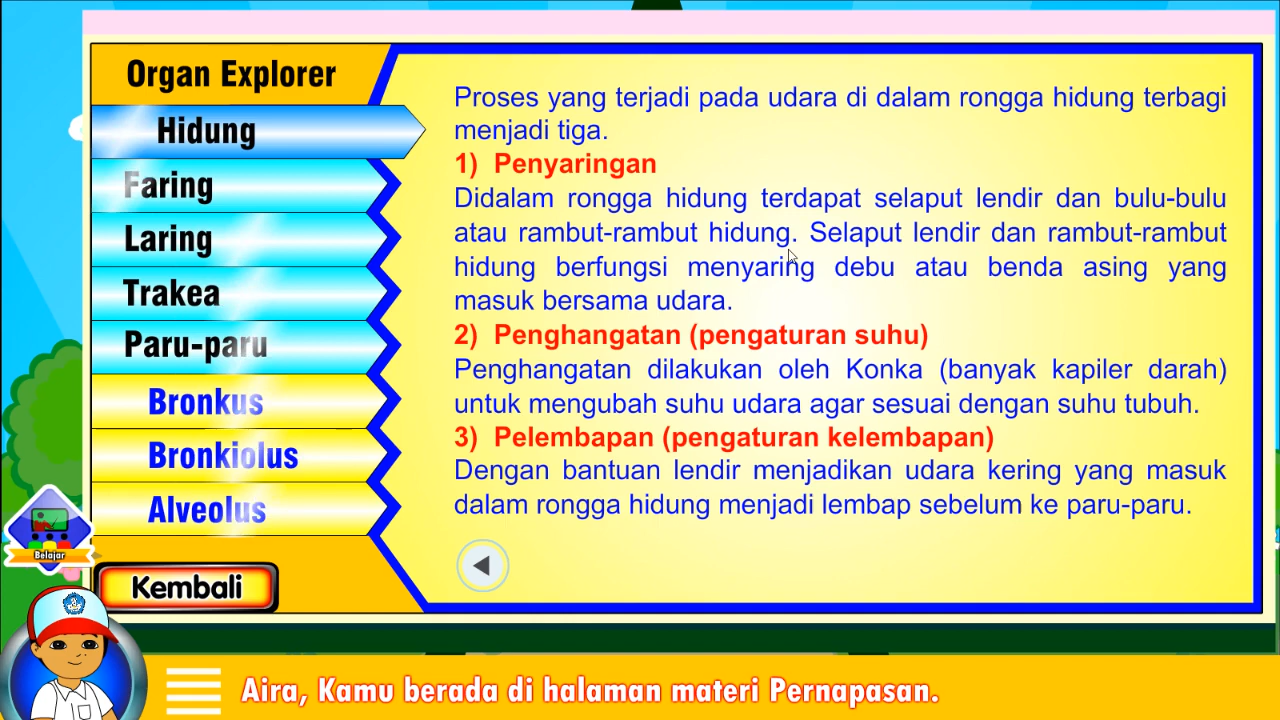 Organ Explorer
Hidung
Faring
Laring
Trakea
Paru-paru
Bronkus
Bronkiolus
Alveolus
Kembali
Belajar
Proses yang terjadi pada udara di dalam rongga hidung terbagi
menjadi tiga.
1) Penyaringan
Didalam rongga hidung terdapat selaput lendir dan bulu-bulu
atau rambut-rambut hidung. Selaput lendir dan rambut-rambut
hidung berfungsi menyaring debu atau benda asing yang
masuk bersama udara.
2) Penghangatan (pengaturan suhu)
Penghangatan dilakukan oleh Konka (banyak kapiler darah)
untuk mengubah suhu udara agar sesuai dengan suhu tubuh.
3) Pelembapan (pengaturan kelembapan)
Dengan bantuan lendir menjadikan udara kering yang masuk
dalam rongga hidung menjadi lembap sebelum ke paru-paru.
Aira, Kamu berada di halaman materi Pernapasan.